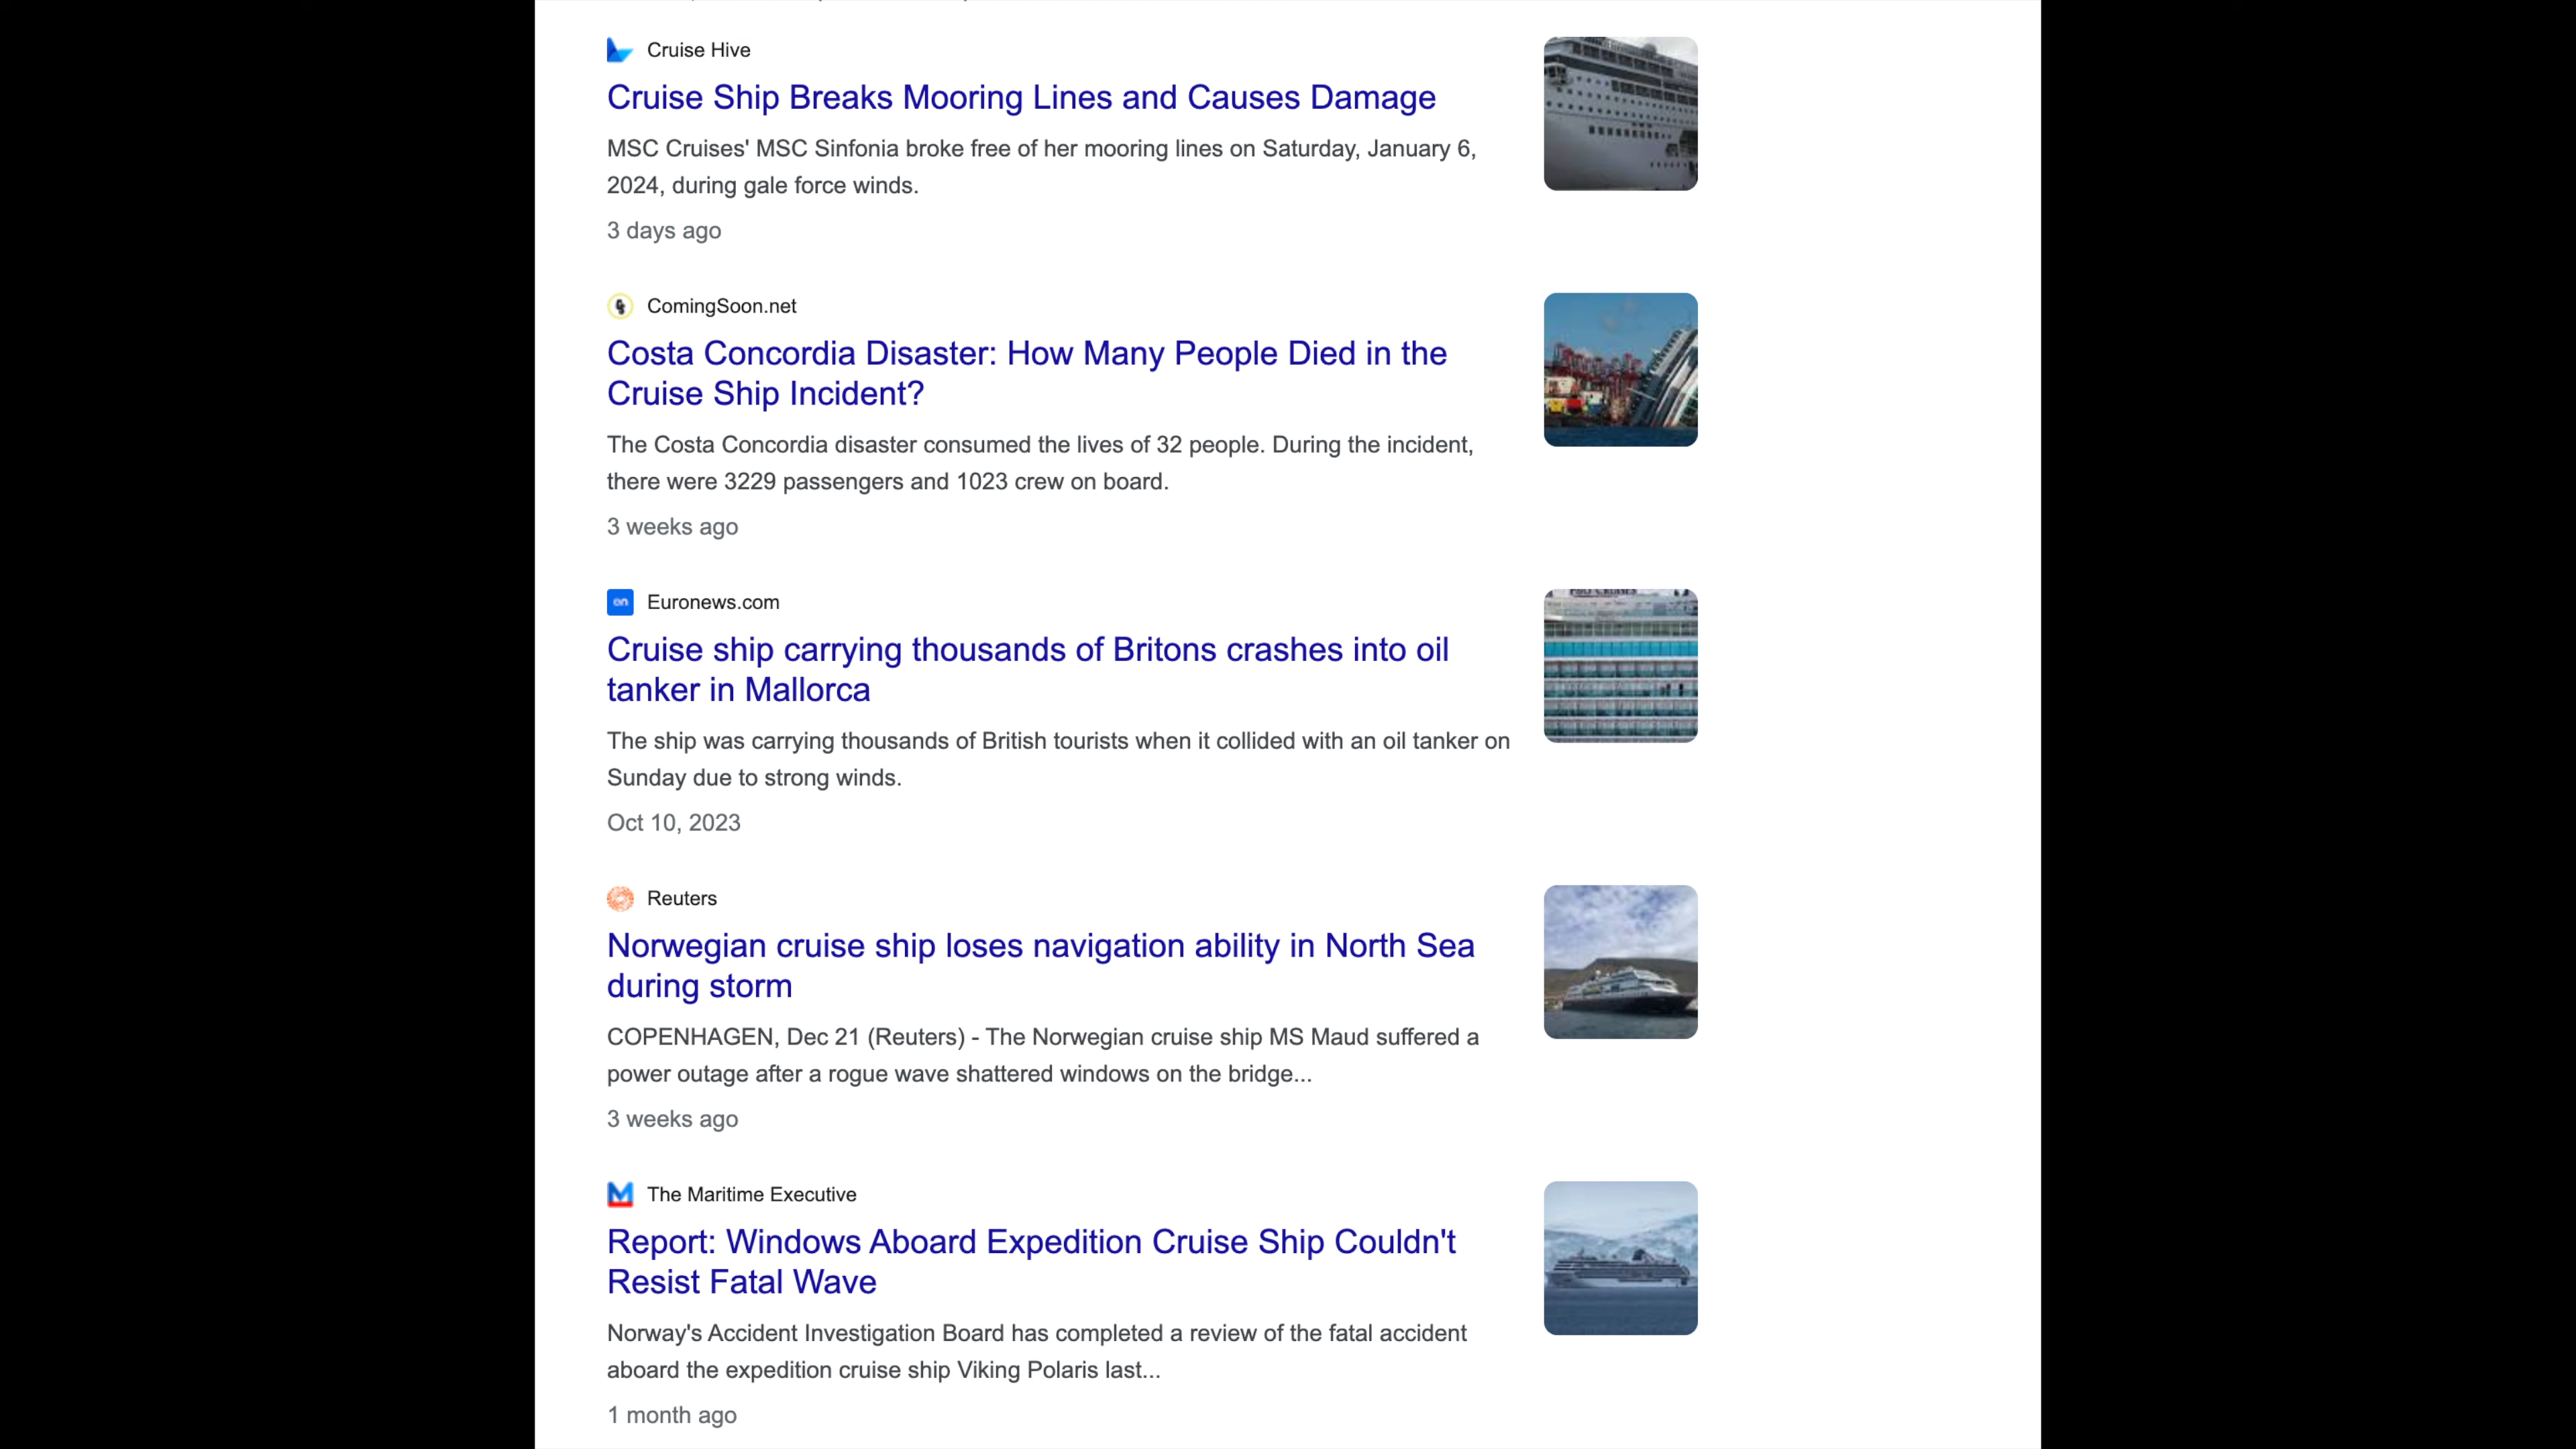 Cruise Hive
Cruise Ship Breaks Mooring Lines and Causes Damage
MSC Cruises' MSC Sinfonia broke free of her mooring lines on Saturday, January 6,
2024, during gale force winds.
3 days ago
ComingSoon.net
Costa Concordia Disaster: How Many People Died in the
Cruise Ship Incident?
The Costa Concordia disaster consumed the lives of 32 people. During the incident,
there were 3229 passengers and 1023 crew on board.
3 weeks ago
Euronews.com
Cruise ship carrying thousands of Britons crashes into oil
tanker in Mallorca
The ship was carrying thousands of British tourists when it collided with an oil tanker on
Sunday due to strong winds.
Oct 10, 2023
Reuters
Norwegian cruise ship loses navigation ability in North Sea
during storm
COPENHAGEN, Dec 21 (Reuters) - The Norwegian cruise ship MS Maud suffered a
power outage after a rogue wave shattered windows on the bridge...
3 weeks ago
The Maritime Executive
Report: Windows Aboard Expedition Cruise Ship Couldn't
Resist Fatal Wave
Norway's Accident Investigation Board has completed a review of the fatal accident
aboard the expedition cruise ship Viking Polaris last...
1 month ago